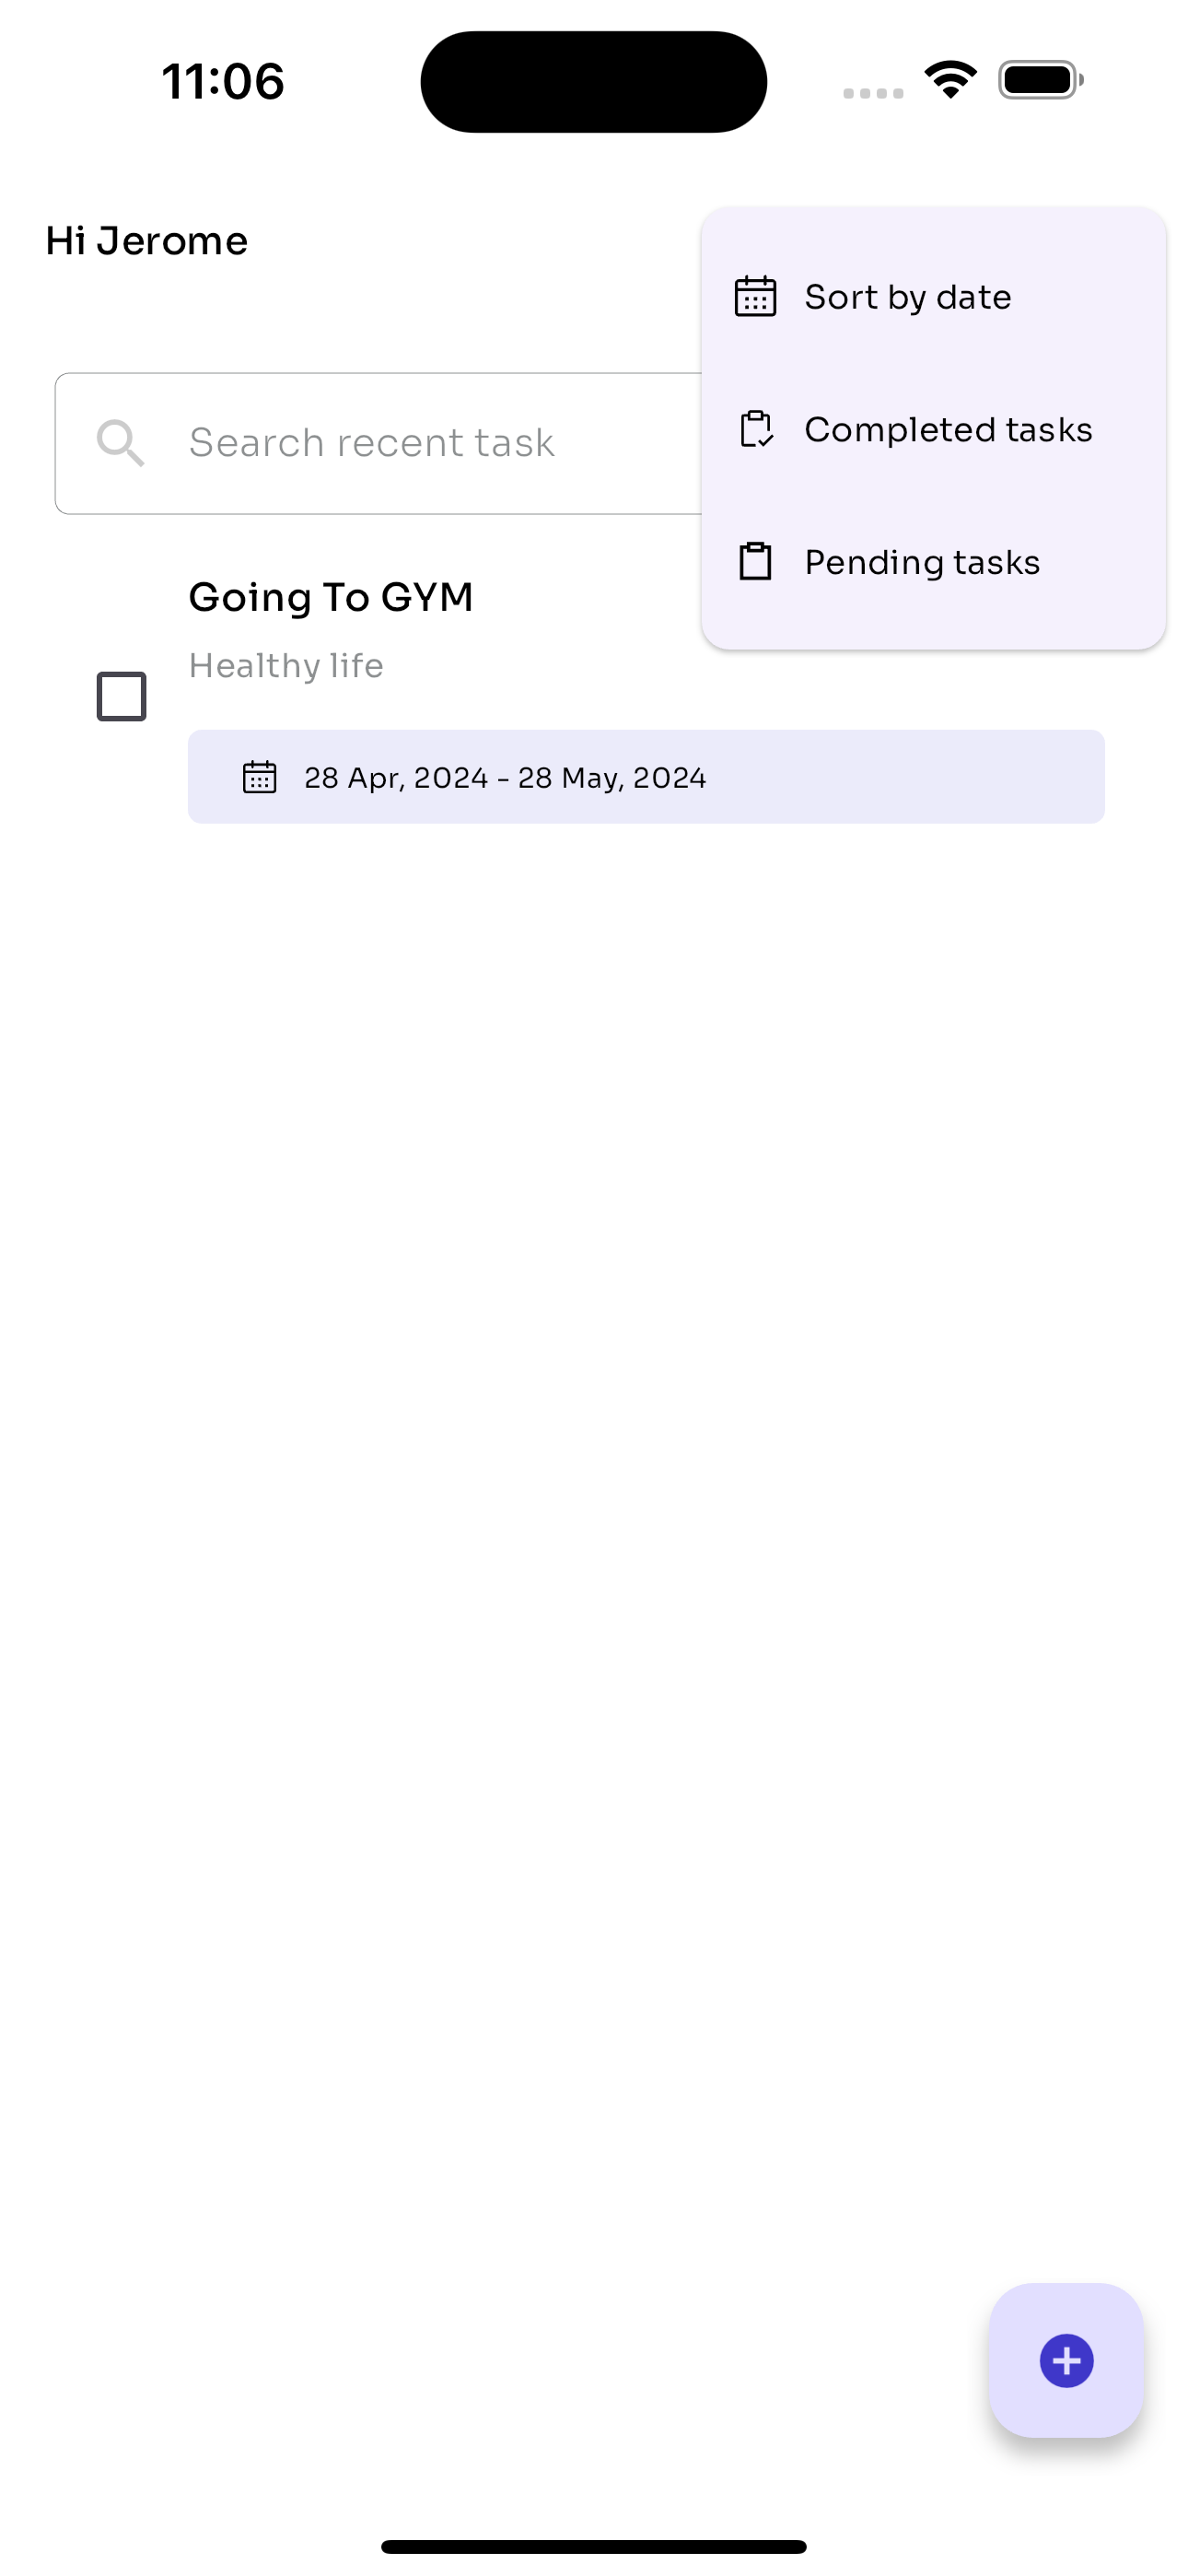 11:06
Hi Jerome
Sort by date
Completed tasks
Pending tasks
Search recent task
Going To GYM
Healthy life
28 Apr, 2024 - 28 May, 2024